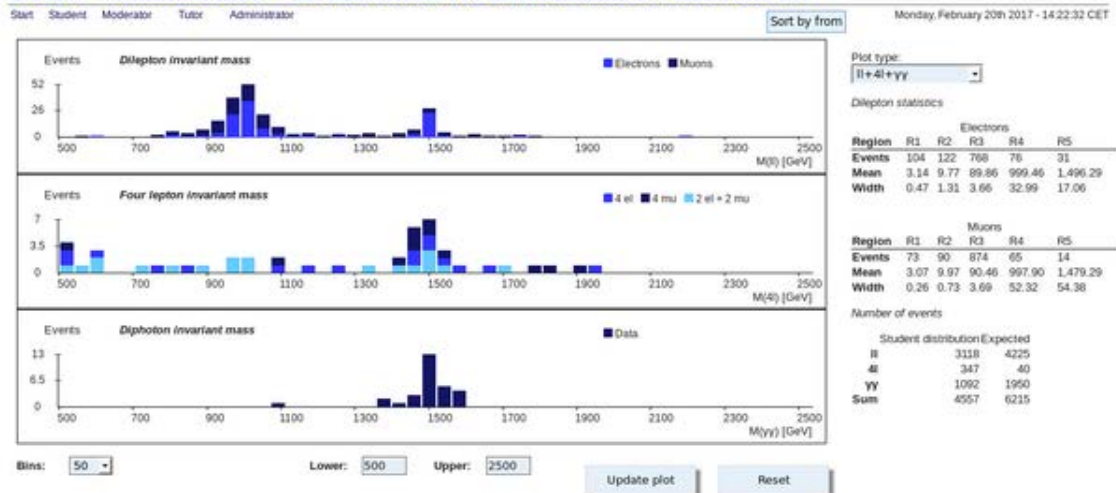 Start Student Moderator Tutor Administrator
Sort by from
Monday, February 20th 2017 - 14:22:32 CET
Events Dilepton invariant mass
Electrons Muons
52
26
0
500 700 900 1100 1300 1500 1700 1900 2100 2300 2500
M(ll) [GeV]
Events Four lepton invariant mass
4 el 4 mu 2 el + 2 mu
7
3.5
0
500 700 900 1100 1300 1500 1700 1900 2100 2300 2500
M(4l) [GeV]
Events Diphoton invariant mass
Data
13
6.5
0
500 700 900 1100 1300 1500 1700 1900 2100 2300 2500
M(γγ) [GeV]
Bins: 50 Lower: 500 Upper: 2500
Update plot Reset
Plot type:
ll+4l+γγ
Dilepton statistics
Electrons
Region R1 R2 R3 R4 R5
Events 104 122 768 76 31
Mean 3.14 9.77 89.86 999.46 1,496.29
Width 0.47 1.31 3.66 32.99 17.06
Muons
Region R1 R2 R3 R4 R5
Events 73 90 874 65 14
Mean 3.07 9.97 90.46 997.90 1,479.29
Width 0.26 0.73 3.69 52.32 54.38
Number of events
Student distribution Expected
ll 3118 4225
4l 347 40
γγ 1092 1950
Sum 4557 6215